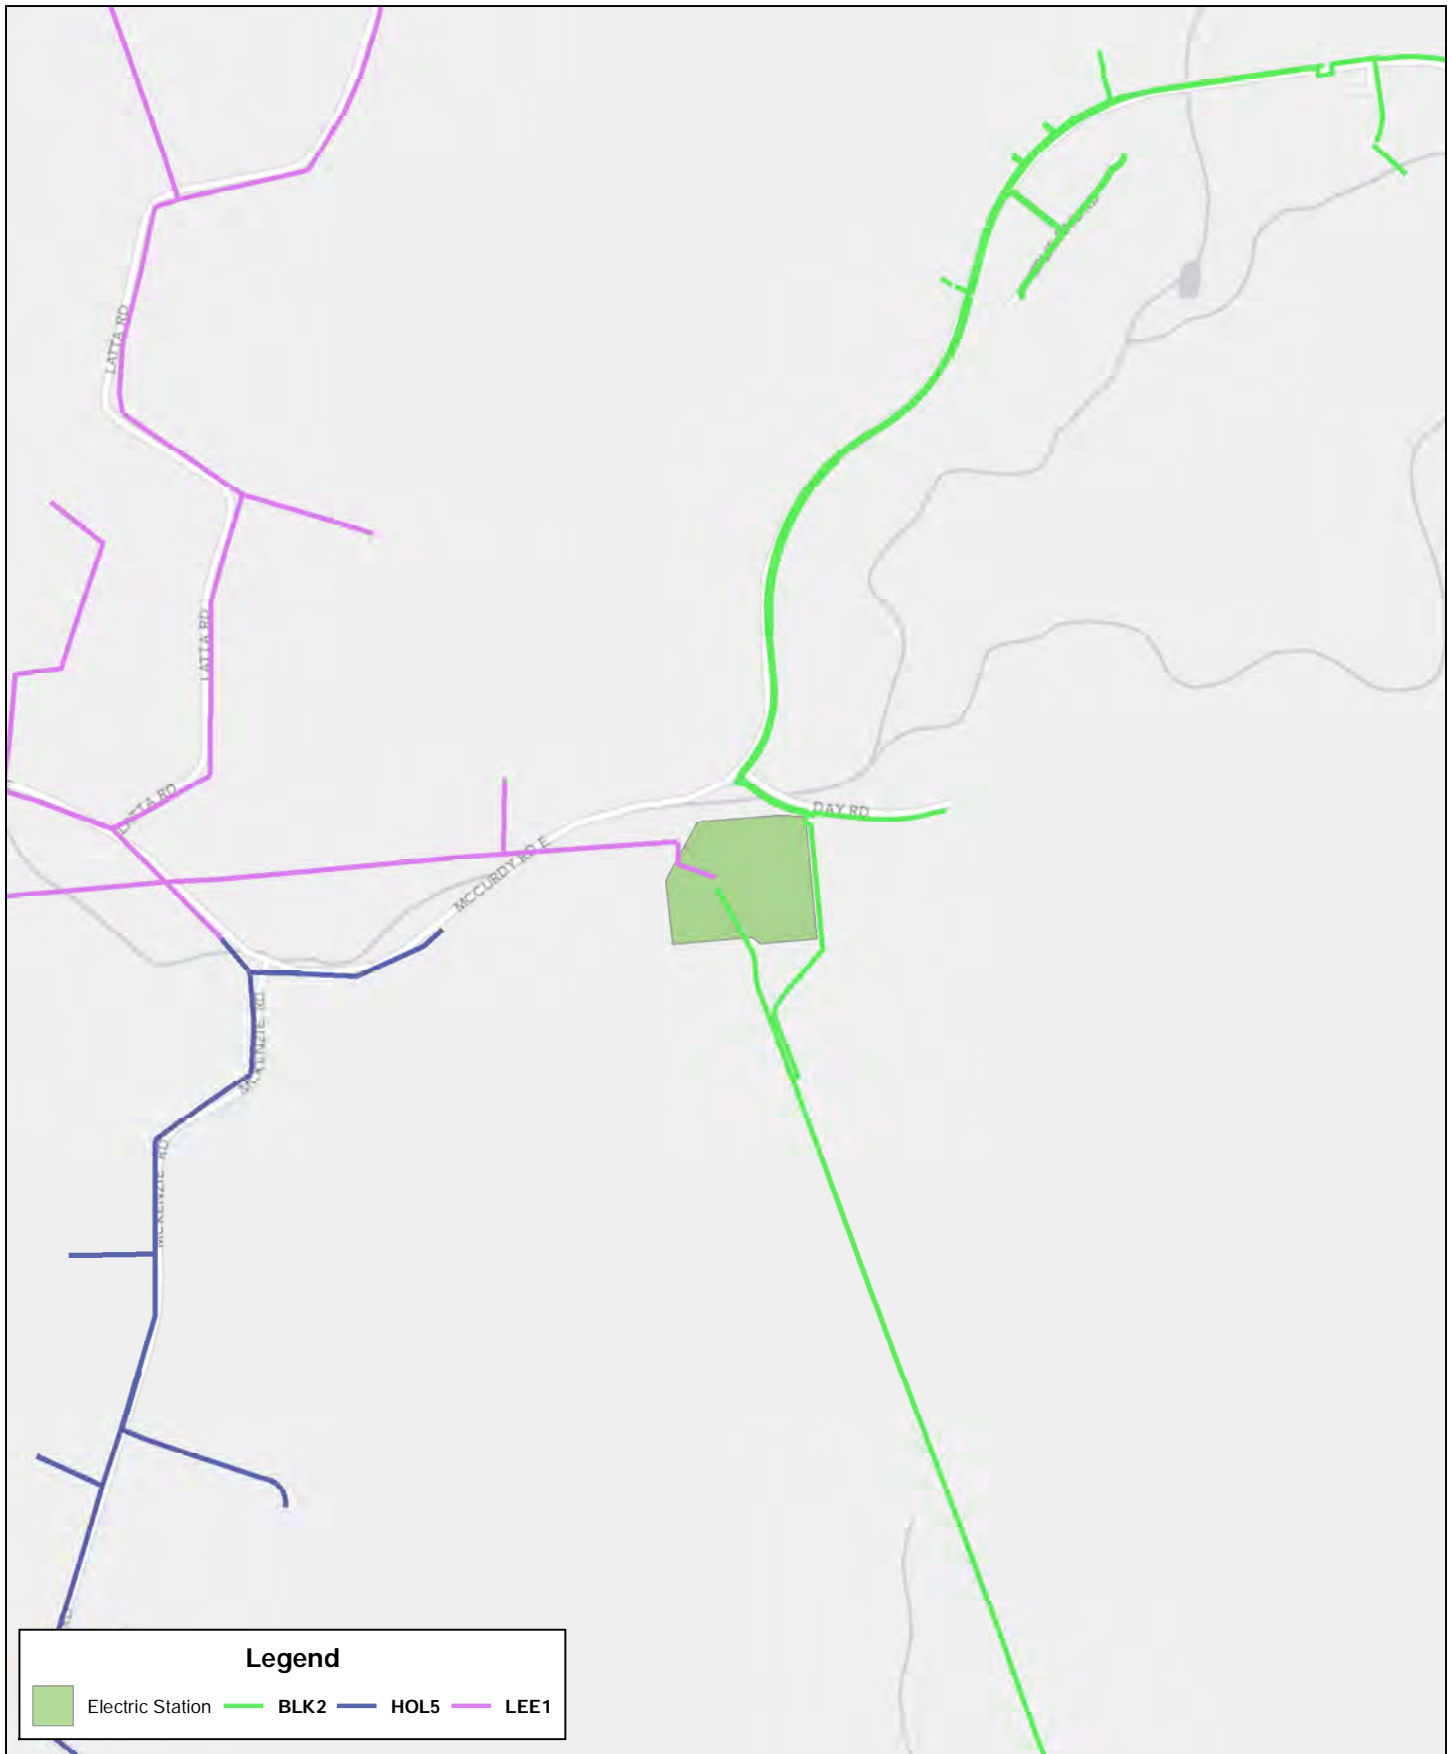 LATTA RD
LATTA RD
LATTA RD
DAY RD
MCCURDY RD E
MCKENZIE RD
MCKENZIE RD
RD
Legend
Electric Station
BLK2
HOL5
LEE1